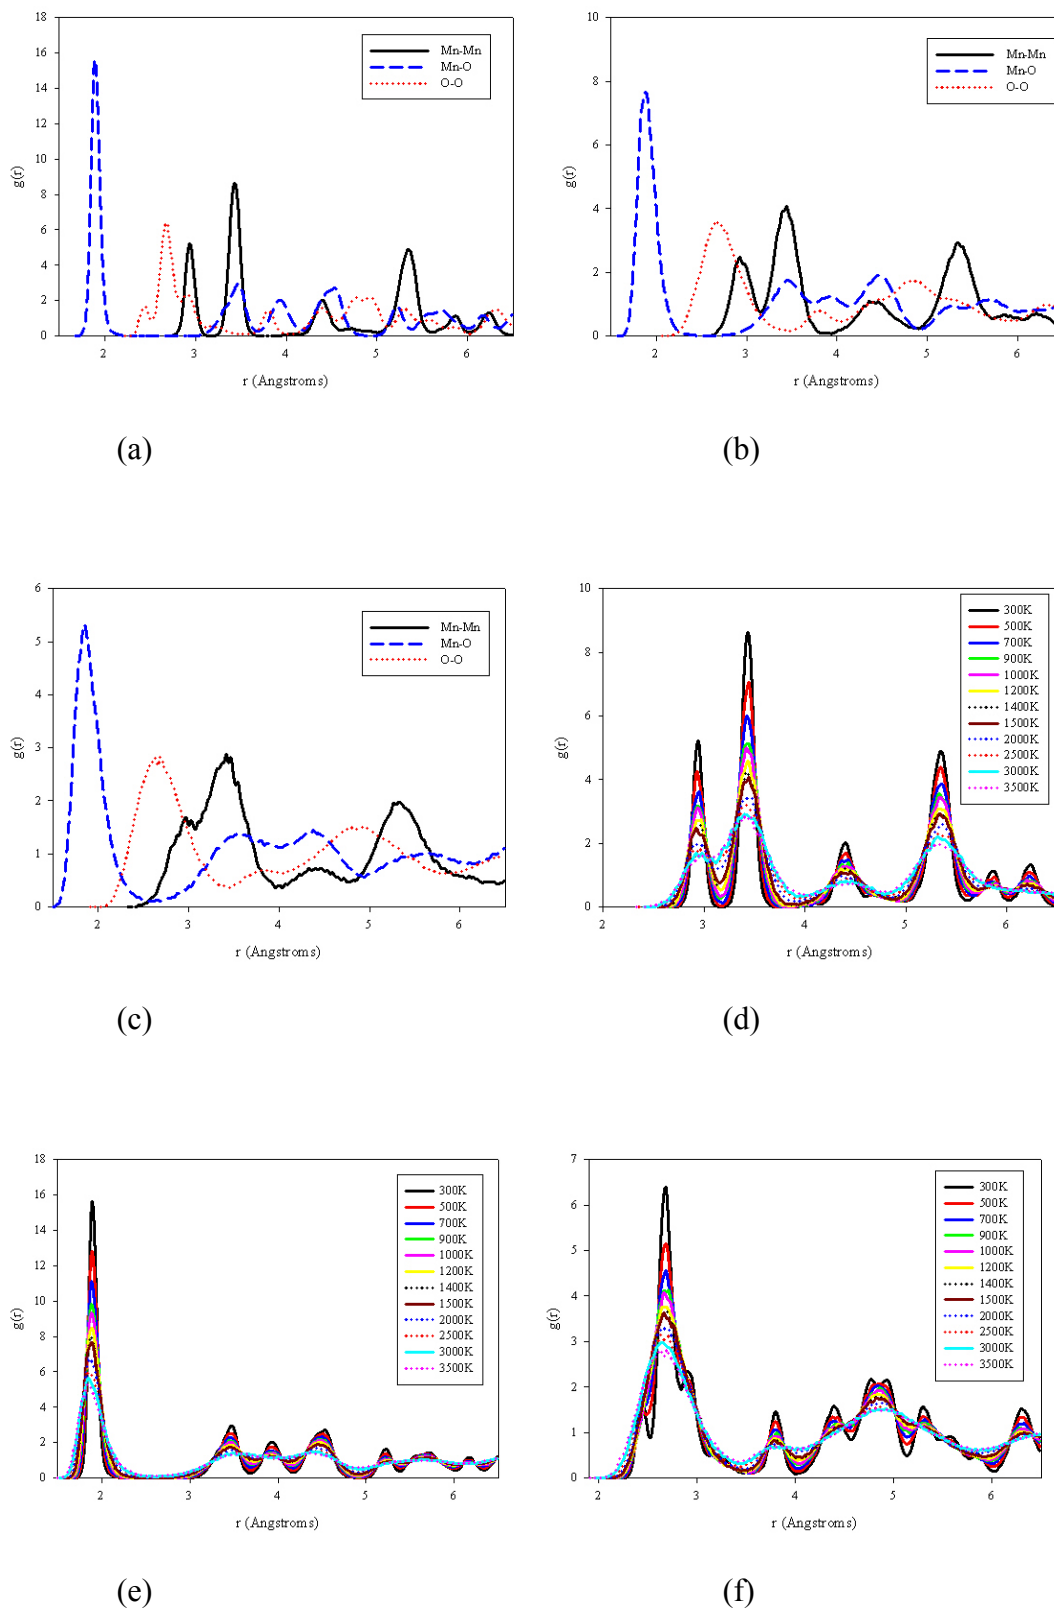 18
16
14
12
10
8
6
4
2
0
g(r)
Mn-Mn
Mn-O
O-O
2 3 4 5 6
r (Angstroms)
(a)
10
8
6
4
2
0
g(r)
Mn-Mn
Mn-O
O-O
2 3 4 5 6
r (Angstroms)
(b)
6
5
4
3
2
1
0
g(r)
Mn-Mn
Mn-O
O-O
2 3 4 5 6
r (Angstroms)
(c)
10
8
6
4
2
0
g(r)
300K
500K
700K
900K
1000K
1200K
1400K
1500K
2000K
2500K
3000K
3500K
2 3 4 5 6
r (Angstroms)
(d)
18
16
14
12
10
8
6
4
2
0
g(r)
300K
500K
700K
900K
1000K
1200K
1400K
1500K
2000K
2500K
3000K
3500K
2 3 4 5 6
r (Angstroms)
(e)
7
6
5
4
3
2
1
0
g(r)
300K
500K
700K
900K
1000K
1200K
1400K
1500K
2000K
2500K
3000K
3500K
2 3 4 5 6
r (Angstroms)
(f)